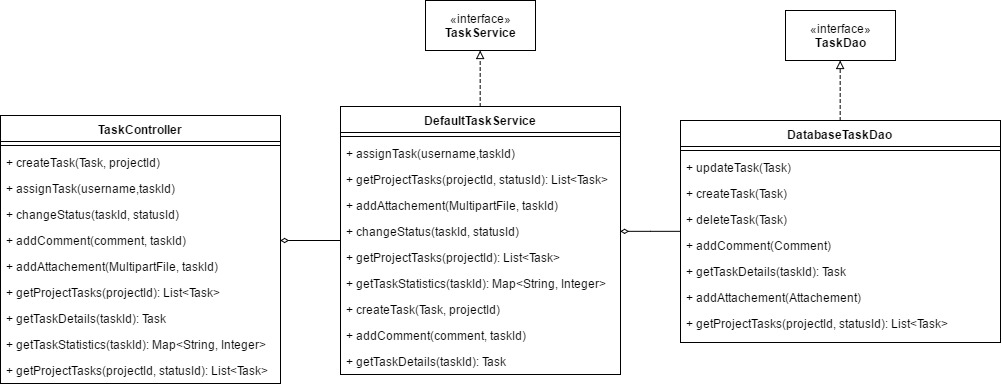 «interface»
TaskService
«interface»
TaskDao
TaskController
+ createTask(Task, projectId)
+ assignTask(username,taskId)
+ changeStatus(taskId, statusId)
+ addComment(comment, taskId)
+ addAttachement(MultipartFile, taskId)
+ getProjectTasks(projectId): List<Task>
+ getTaskDetails(taskId): Task
+ getTaskStatistics(taskId): Map<String, Integer>
+ getProjectTasks(projectId, statusId): List<Task>
DefaultTaskService
+ assignTask(username,taskId)
+ getProjectTasks(projectId, statusId): List<Task>
+ addAttachement(MultipartFile, taskId)
+ changeStatus(taskId, statusId)
+ getProjectTasks(projectId): List<Task>
+ getTaskStatistics(taskId): Map<String, Integer>
+ createTask(Task, projectId)
+ addComment(comment, taskId)
+ getTaskDetails(taskId): Task
DatabaseTaskDao
+ updateTask(Task)
+ createTask(Task)
+ deleteTask(Task)
+ addComment(Comment)
+ getTaskDetails(taskId): Task
+ addAttachement(Attachement)
+ getProjectTasks(projectId, statusId): List<Task>